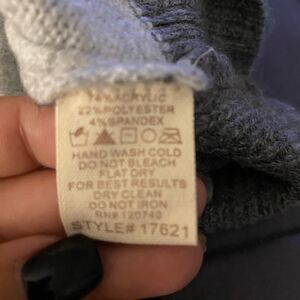 74% ACRYLIC
22% POLYESTER
4% SPANDEX
HAND WASH COLD
DO NOT BLEACH
FLAT DRY
FOR BEST RESULTS
DRY CLEAN
DO NOT IRON
RN# 120740
STYLE# 17621